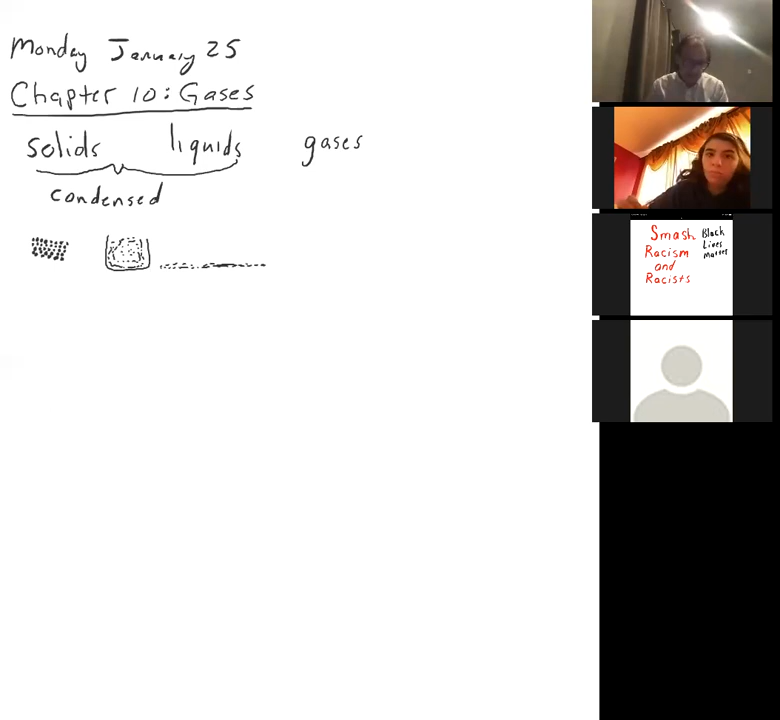 Monday January 25
Chapter 10: Gases
solids liquids gases
condensed
Smash
Racism
and
Racists
Black
Lives
Matter